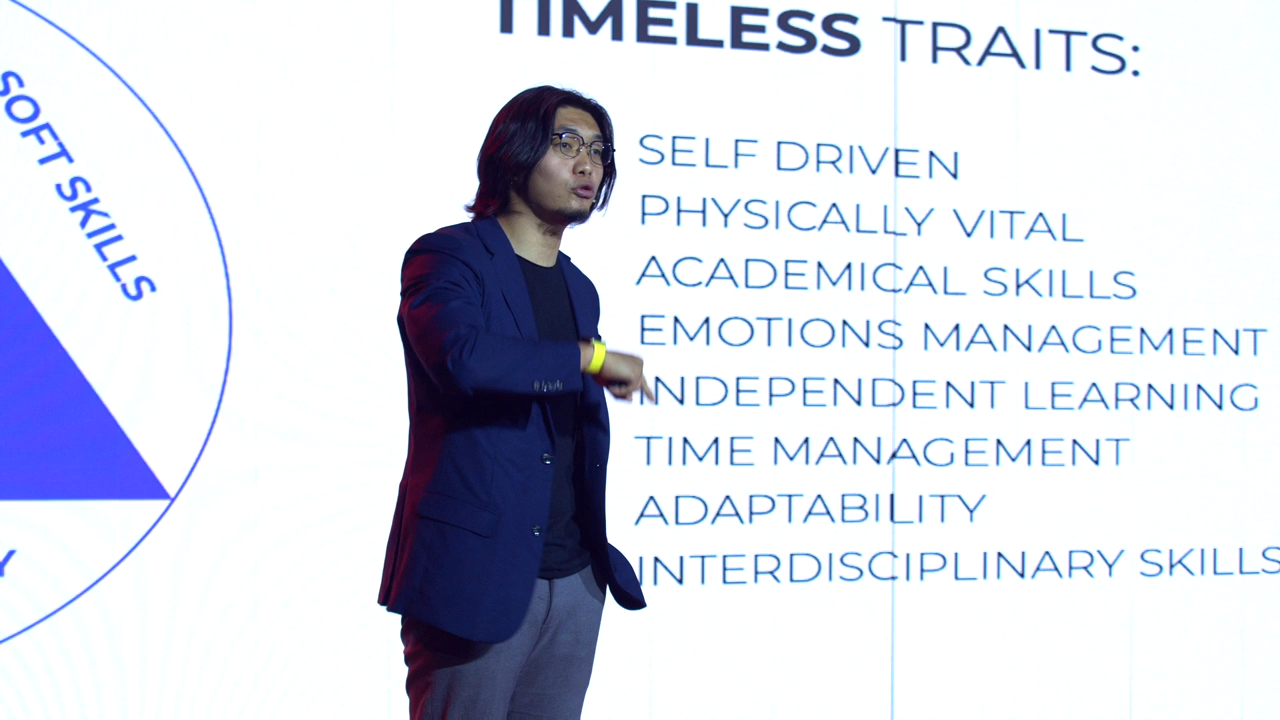 SOFT SKILLS
TIMELESS TRAITS:
SELF DRIVEN
PHYSICALLY VITAL
ACADEMICAL SKILLS
EMOTIONS MANAGEMENT
INDEPENDENT LEARNING
TIME MANAGEMENT
ADAPTABILITY
INTERDISCIPLINARY SKILLS